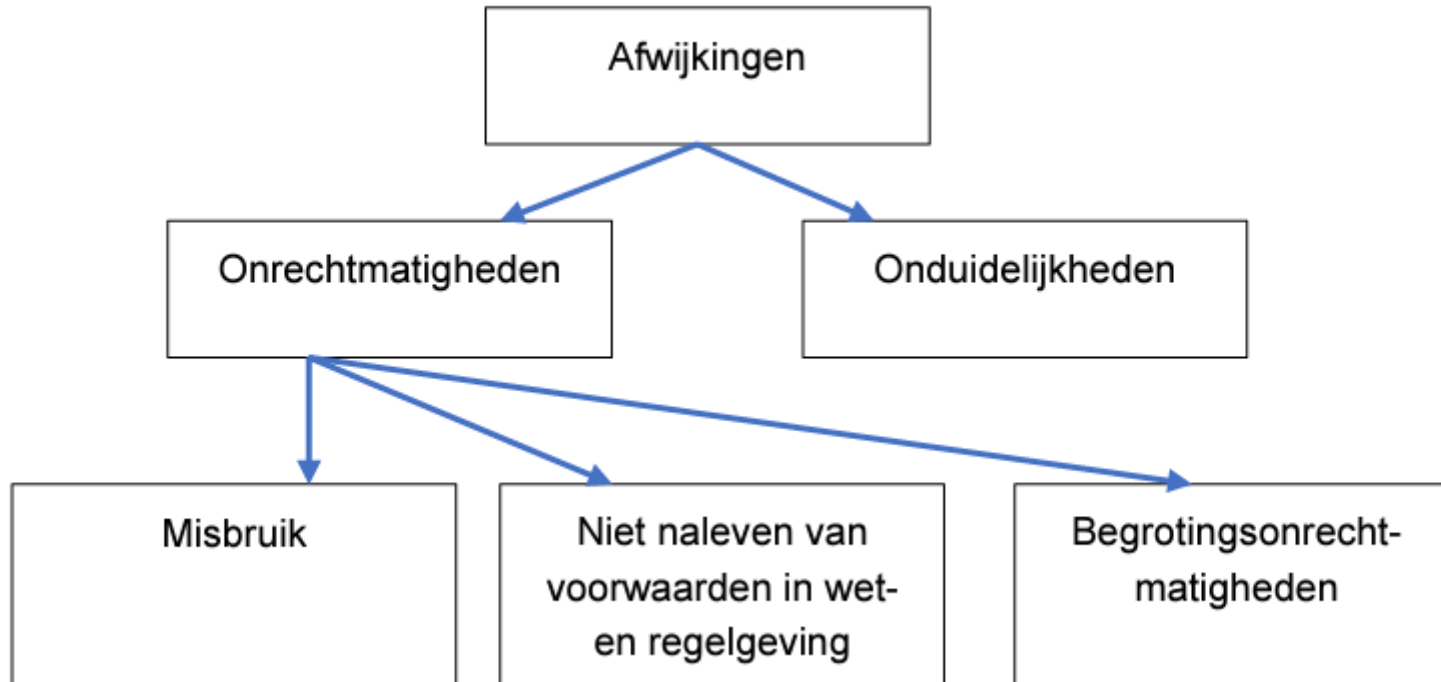 Afwijkingen
Onrechtmatigheden
Onduidelijkheden
Misbruik
Niet naleven van
voorwaarden in wet-
en regelgeving
Begrotingsonrecht-
matigheden